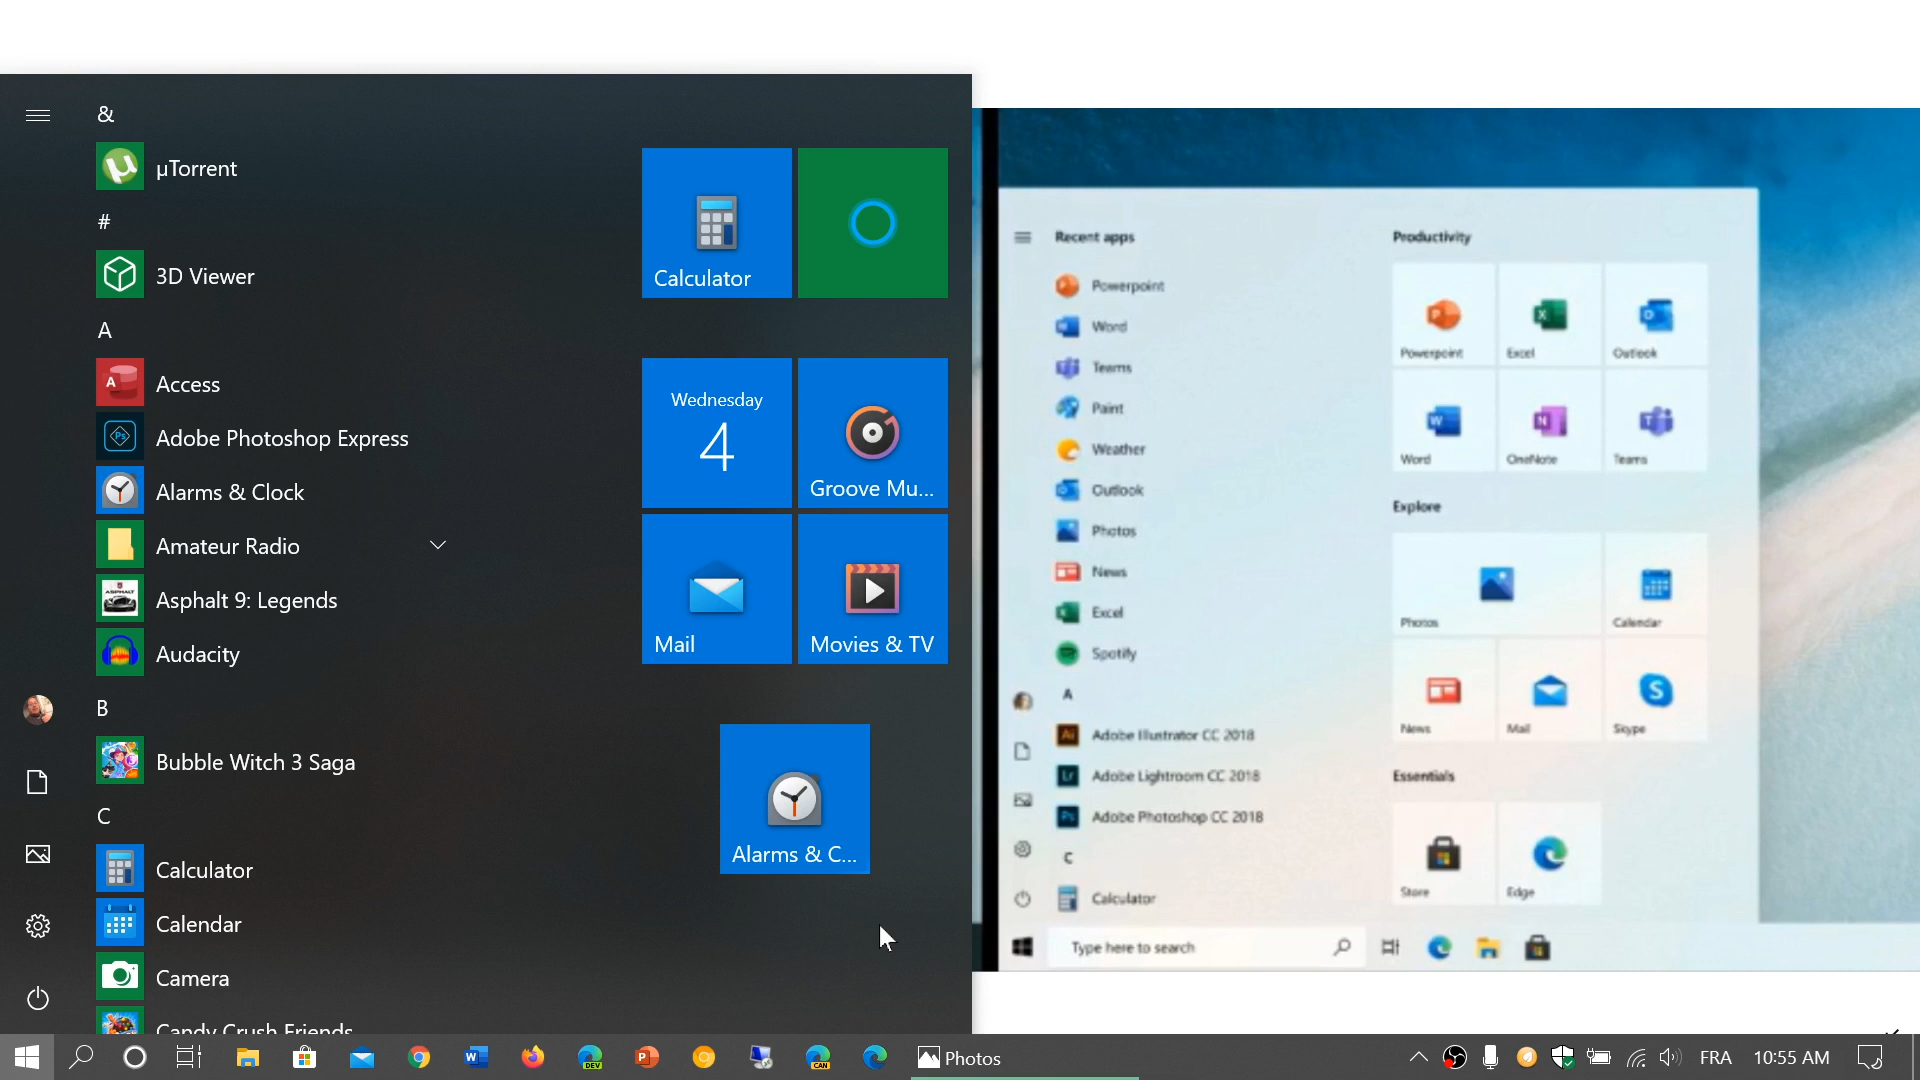 &
µTorrent
#
3D Viewer
A
Access
Adobe Photoshop Express
Alarms & Clock
Amateur Radio
Asphalt 9: Legends
Audacity
B
Bubble Witch 3 Saga
C
Calculator
Calendar
Camera
Candy Crush Friends
Calculator
Wednesday
4
Groove Mu...
Mail
Movies & TV
Alarms & C...
Recent apps
Powerpoint
Word
Teams
Paint
Weather
Outlook
Photos
News
Excel
Spotify
A
Adobe Illustrator CC 2018
Adobe Lightroom CC 2018
Adobe Photoshop CC 2018
C
Calculator
Productivity
Powerpoint
Excel
Outlook
Word
OneNote
Teams
Explore
Photos
Calendar
News
Mail
Skype
Essentials
Store
Edge
Type here to search
Photos
FRA
10:55 AM